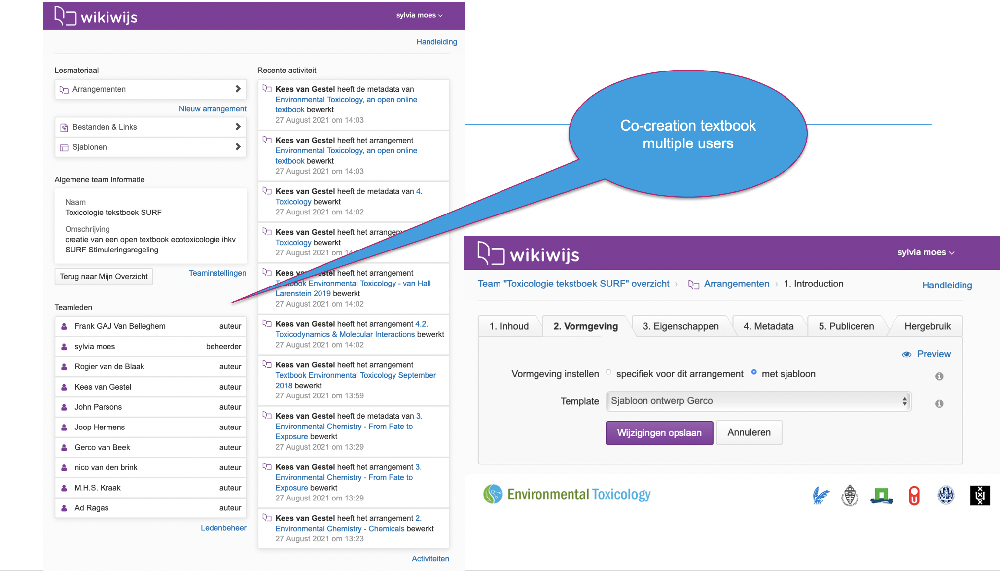 wikiwijs
sylvia moes
Handleiding
Lesmateriaal
Arrangementen
Nieuw arrangement
Bestanden & Links
Sjablonen
Algemene team informatie
Naam
Toxicologie tekstboek SURF
Omschrijving
creatie van een open textbook ecotoxicologie ihkv
SURF Stimuleringsregeling
Terug naar Mijn Overzicht
Teaminstellingen
Teamleden
Frank GAJ Van Belleghem auteur
sylvia moes beheerder
Rogier van de Blaak auteur
Kees van Gestel auteur
John Parsons auteur
Joop Hermens auteur
Gerco van Beek auteur
nico van den brink auteur
M.H.S. Kraak auteur
Ad Ragas auteur
Ledenbeheer
Recente activiteit
Kees van Gestel heeft de metadata van
Environmental Toxicology, an open online
textbook bewerkt
27 August 2021 om 14:03
Kees van Gestel heeft het arrangement
Environmental Toxicology, an open online
textbook bewerkt
27 August 2021 om 14:03
Kees van Gestel heeft de metadata van 4.
Toxicology bewerkt
27 August 2021 om 14:02
Kees van Gestel heeft het
Toxicology bewerkt
27 August 2021 om
Kees heeft het arrangement
Textbook Environmental Toxicology - van Hall
Larenstein 2019 bewerkt
27 August 2021 om 14:02
Kees van Gestel heeft het arrangement 4.2.
Toxicodynamics & Molecular Interactions bewerkt
27 August 2021 om 14:02
Kees van Gestel heeft het arrangement
Textbook Environmental Toxicology September
2018 bewerkt
27 August 2021 om 13:59
Kees van Gestel heeft de metadata van 3.
Environmental Chemistry - From Fate to
Exposure bewerkt
27 August 2021 om 13:29
Kees van Gestel heeft het arrangement 3.
Environmental Chemistry - From Fate to
Exposure bewerkt
27 August 2021 om 13:29
Kees van Gestel heeft het arrangement 2.
Environmental Chemistry - Chemicals bewerkt
27 August 2021 om 13:23
Activiteiten
Co-creation textbook
multiple users
wikiwijs
sylvia moes
Team "Toxicologie tekstboek SURF" overzicht › Arrangementen › 1. Introduction
Handleiding
1. Inhoud 2. Vormgeving 3. Eigenschappen 4. Metadata 5. Publiceren Hergebruik
Preview
Vormgeving instellen specifiek voor dit arrangement met sjabloon
Template Sjabloon ontwerp Gerco
Wijzigingen opslaan Annuleren
Environmental Toxicology